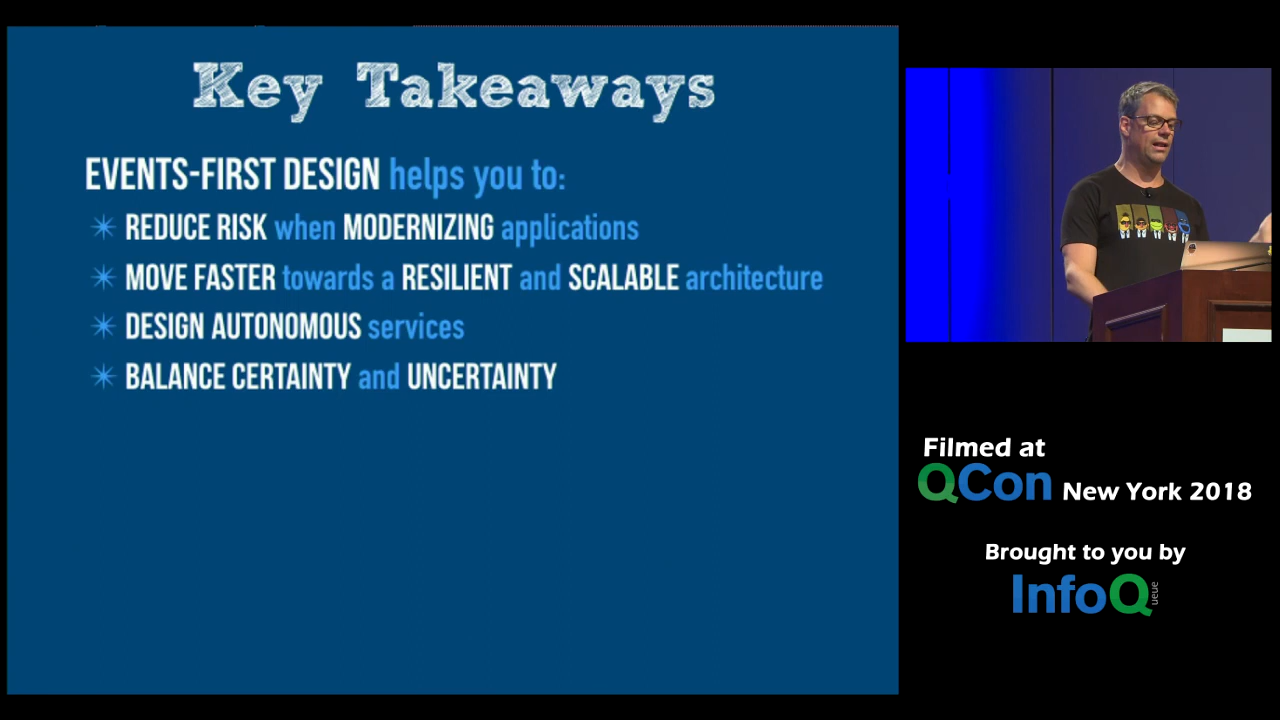 Key Takeaways
EVENTS-FIRST DESIGN helps you to:
REDUCE RISK when MODERNIZING applications
MOVE FASTER towards a RESILIENT and SCALABLE architecture
DESIGN AUTONOMOUS services
BALANCE CERTAINTY and UNCERTAINTY
Filmed at
QCon New York 2018
Brought to you by
InfoQ
ueue